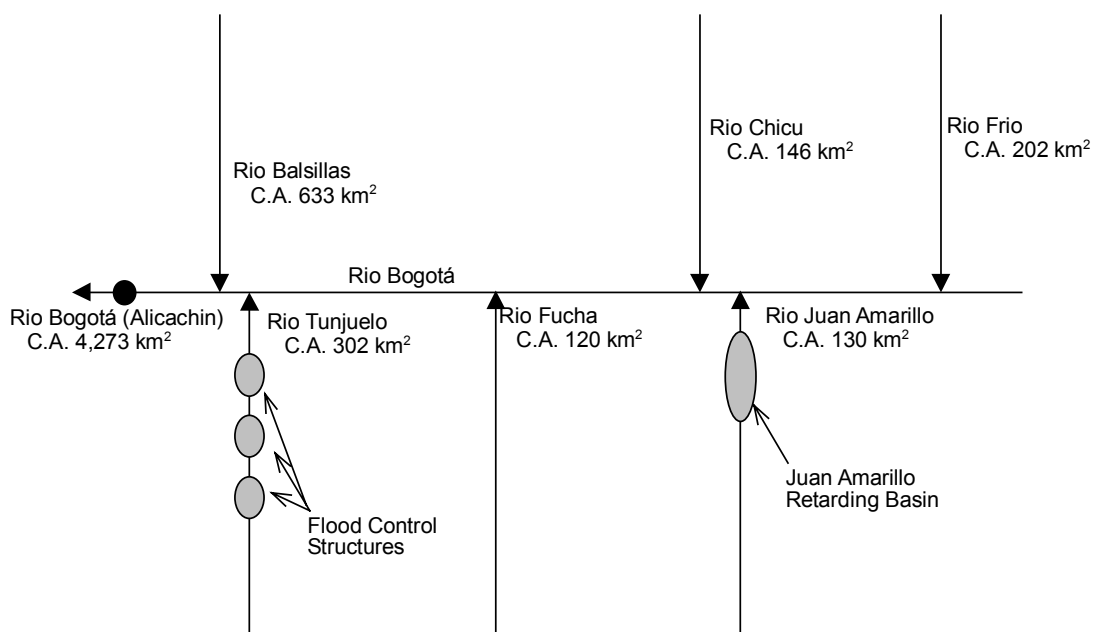 Rio Chicu
C.A. 146 km²
Rio Frio
C.A. 202 km²
Rio Balsillas
C.A. 633 km²
Rio Bogotá
Rio Bogotá (Alicachin)
C.A. 4,273 km²
Rio Tunjuelo
C.A. 302 km²
Rio Fucha
C.A. 120 km²
Rio Juan Amarillo
C.A. 130 km²
Juan Amarillo
Retarding Basin
Flood Control
Structures